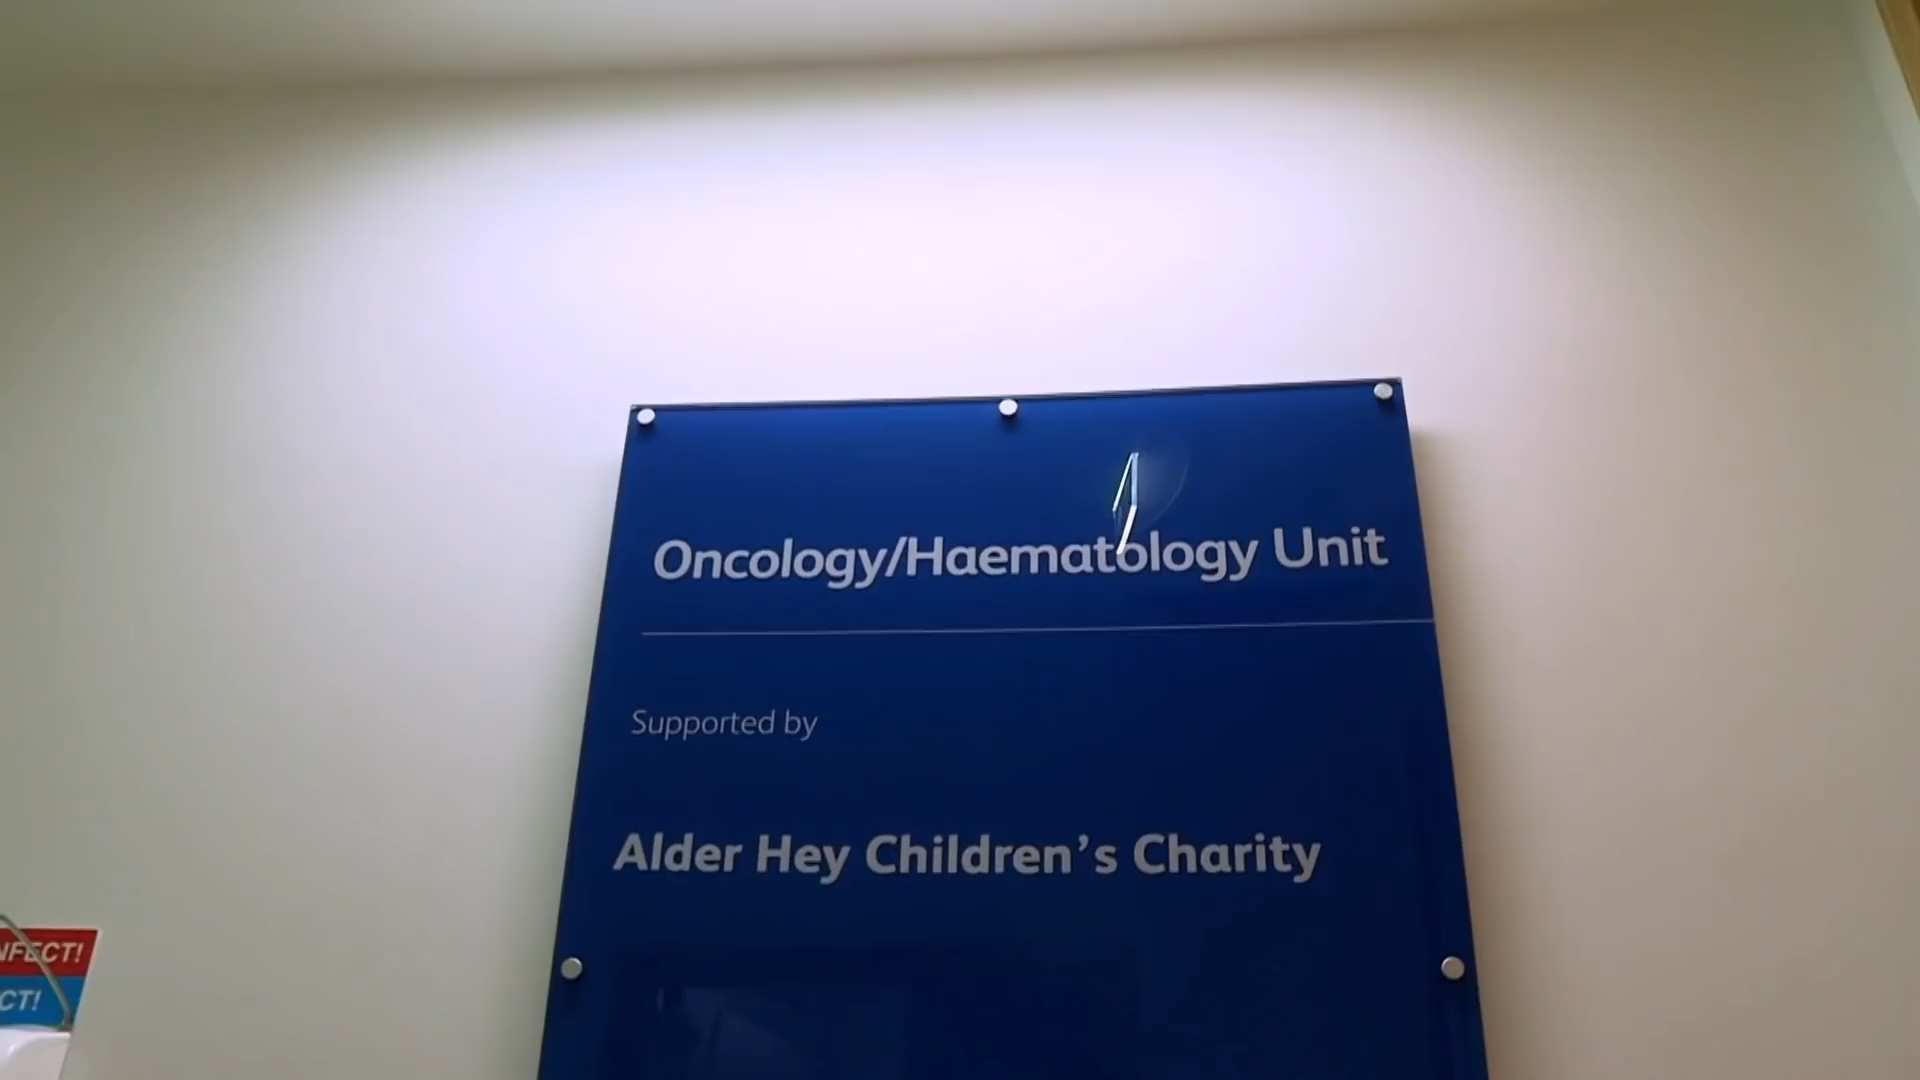 Oncology/Haematology Unit
Supported by
Alder Hey Children’s Charity